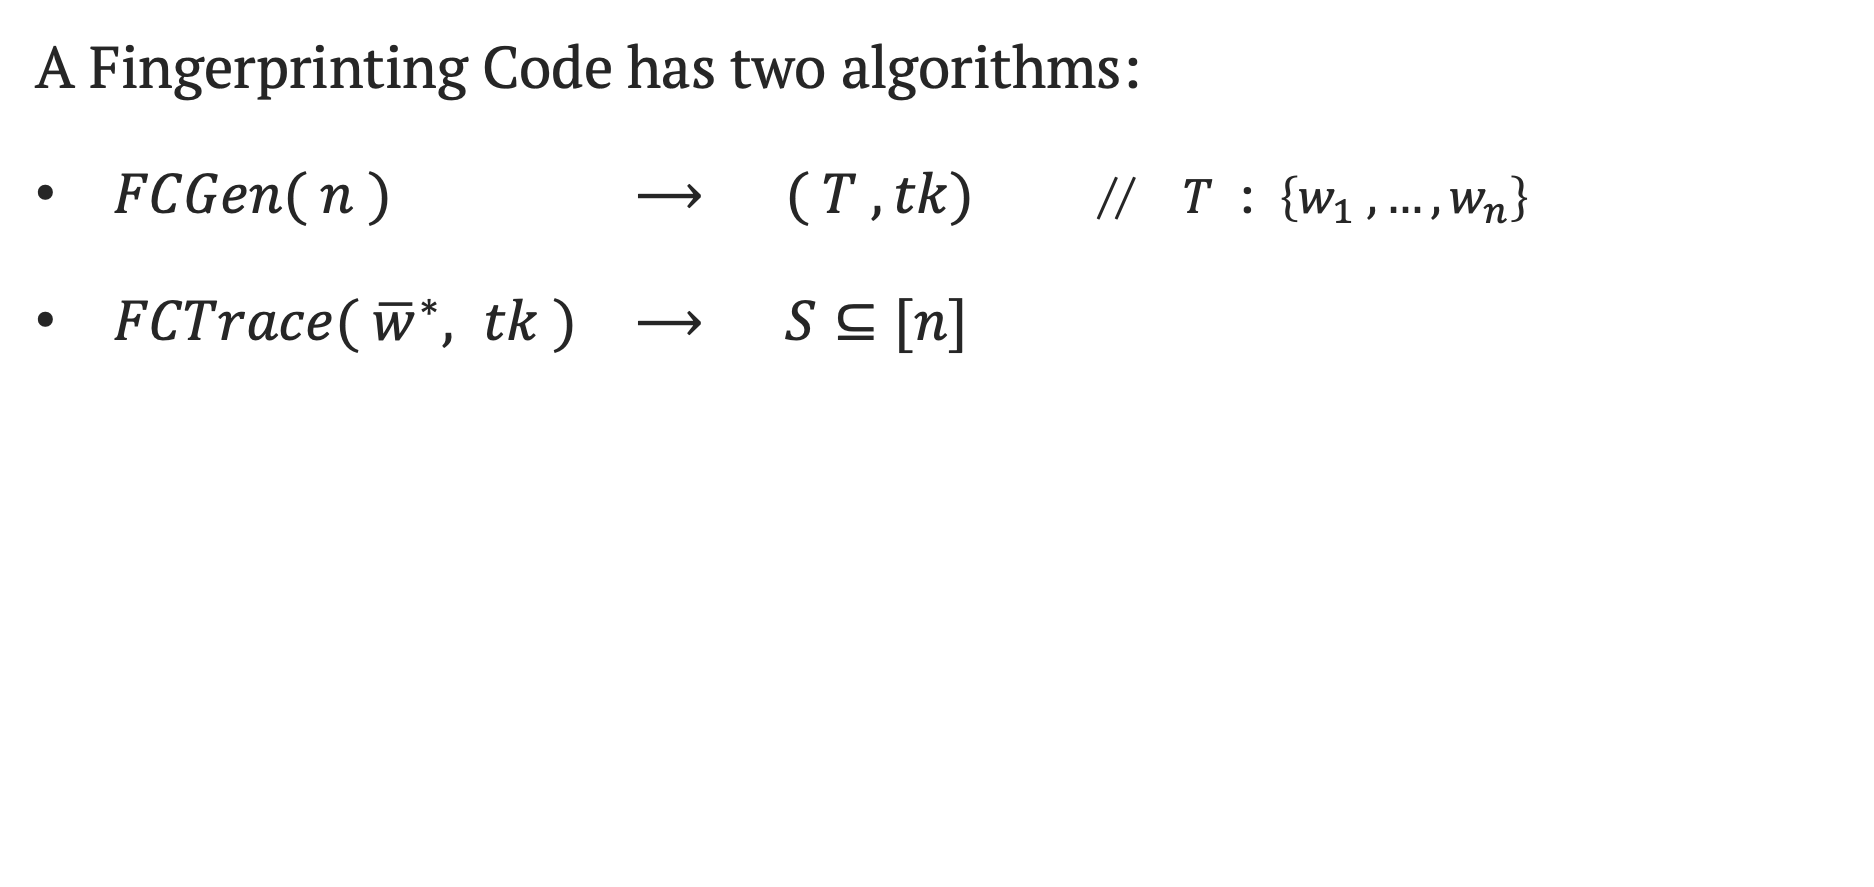 A Fingerprinting Code has two algorithms:
• FCGen( n ) ⟶ ( T , tk) // T : {w₁ , … , wₙ}
• FCTrace( w̅*, tk ) ⟶ S ⊆ [n]